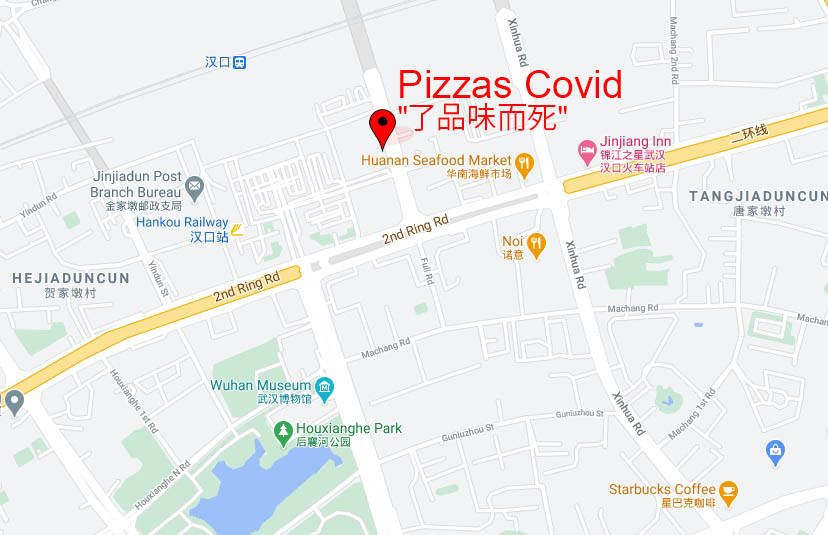 Xinhua Rd
Machang 2nd Rd
汉口
Pizzas Covid
"了品味而死"
二环线
Jinjiang Inn
锦江之星武汉
汉口火车站店
Huanan Seafood Market
华南海鲜市场
Jinjiadun Post
Branch Bureau
金家墩邮政支局
Yindun Rd
TANGJIADUNCUN
唐家墩村
Hankou Railway
汉口站
2nd Ring Rd
Noi
诺意
Xinhua Rd
Fuli Rd
Yindun St
HEJIADUNCUN
贺家墩村
2nd Ring Rd
Machang Rd
Machang
Machang Rd
Houxianghe 1st Rd
Wuhan Museum
武汉博物馆
Xinhua Rd
Machang 1st Rd
Guniuzhou St
Guniuzhou St
Houxianghe Park
后襄河公园
Houxianghe N Rd
Starbucks Coffee
星巴克咖啡